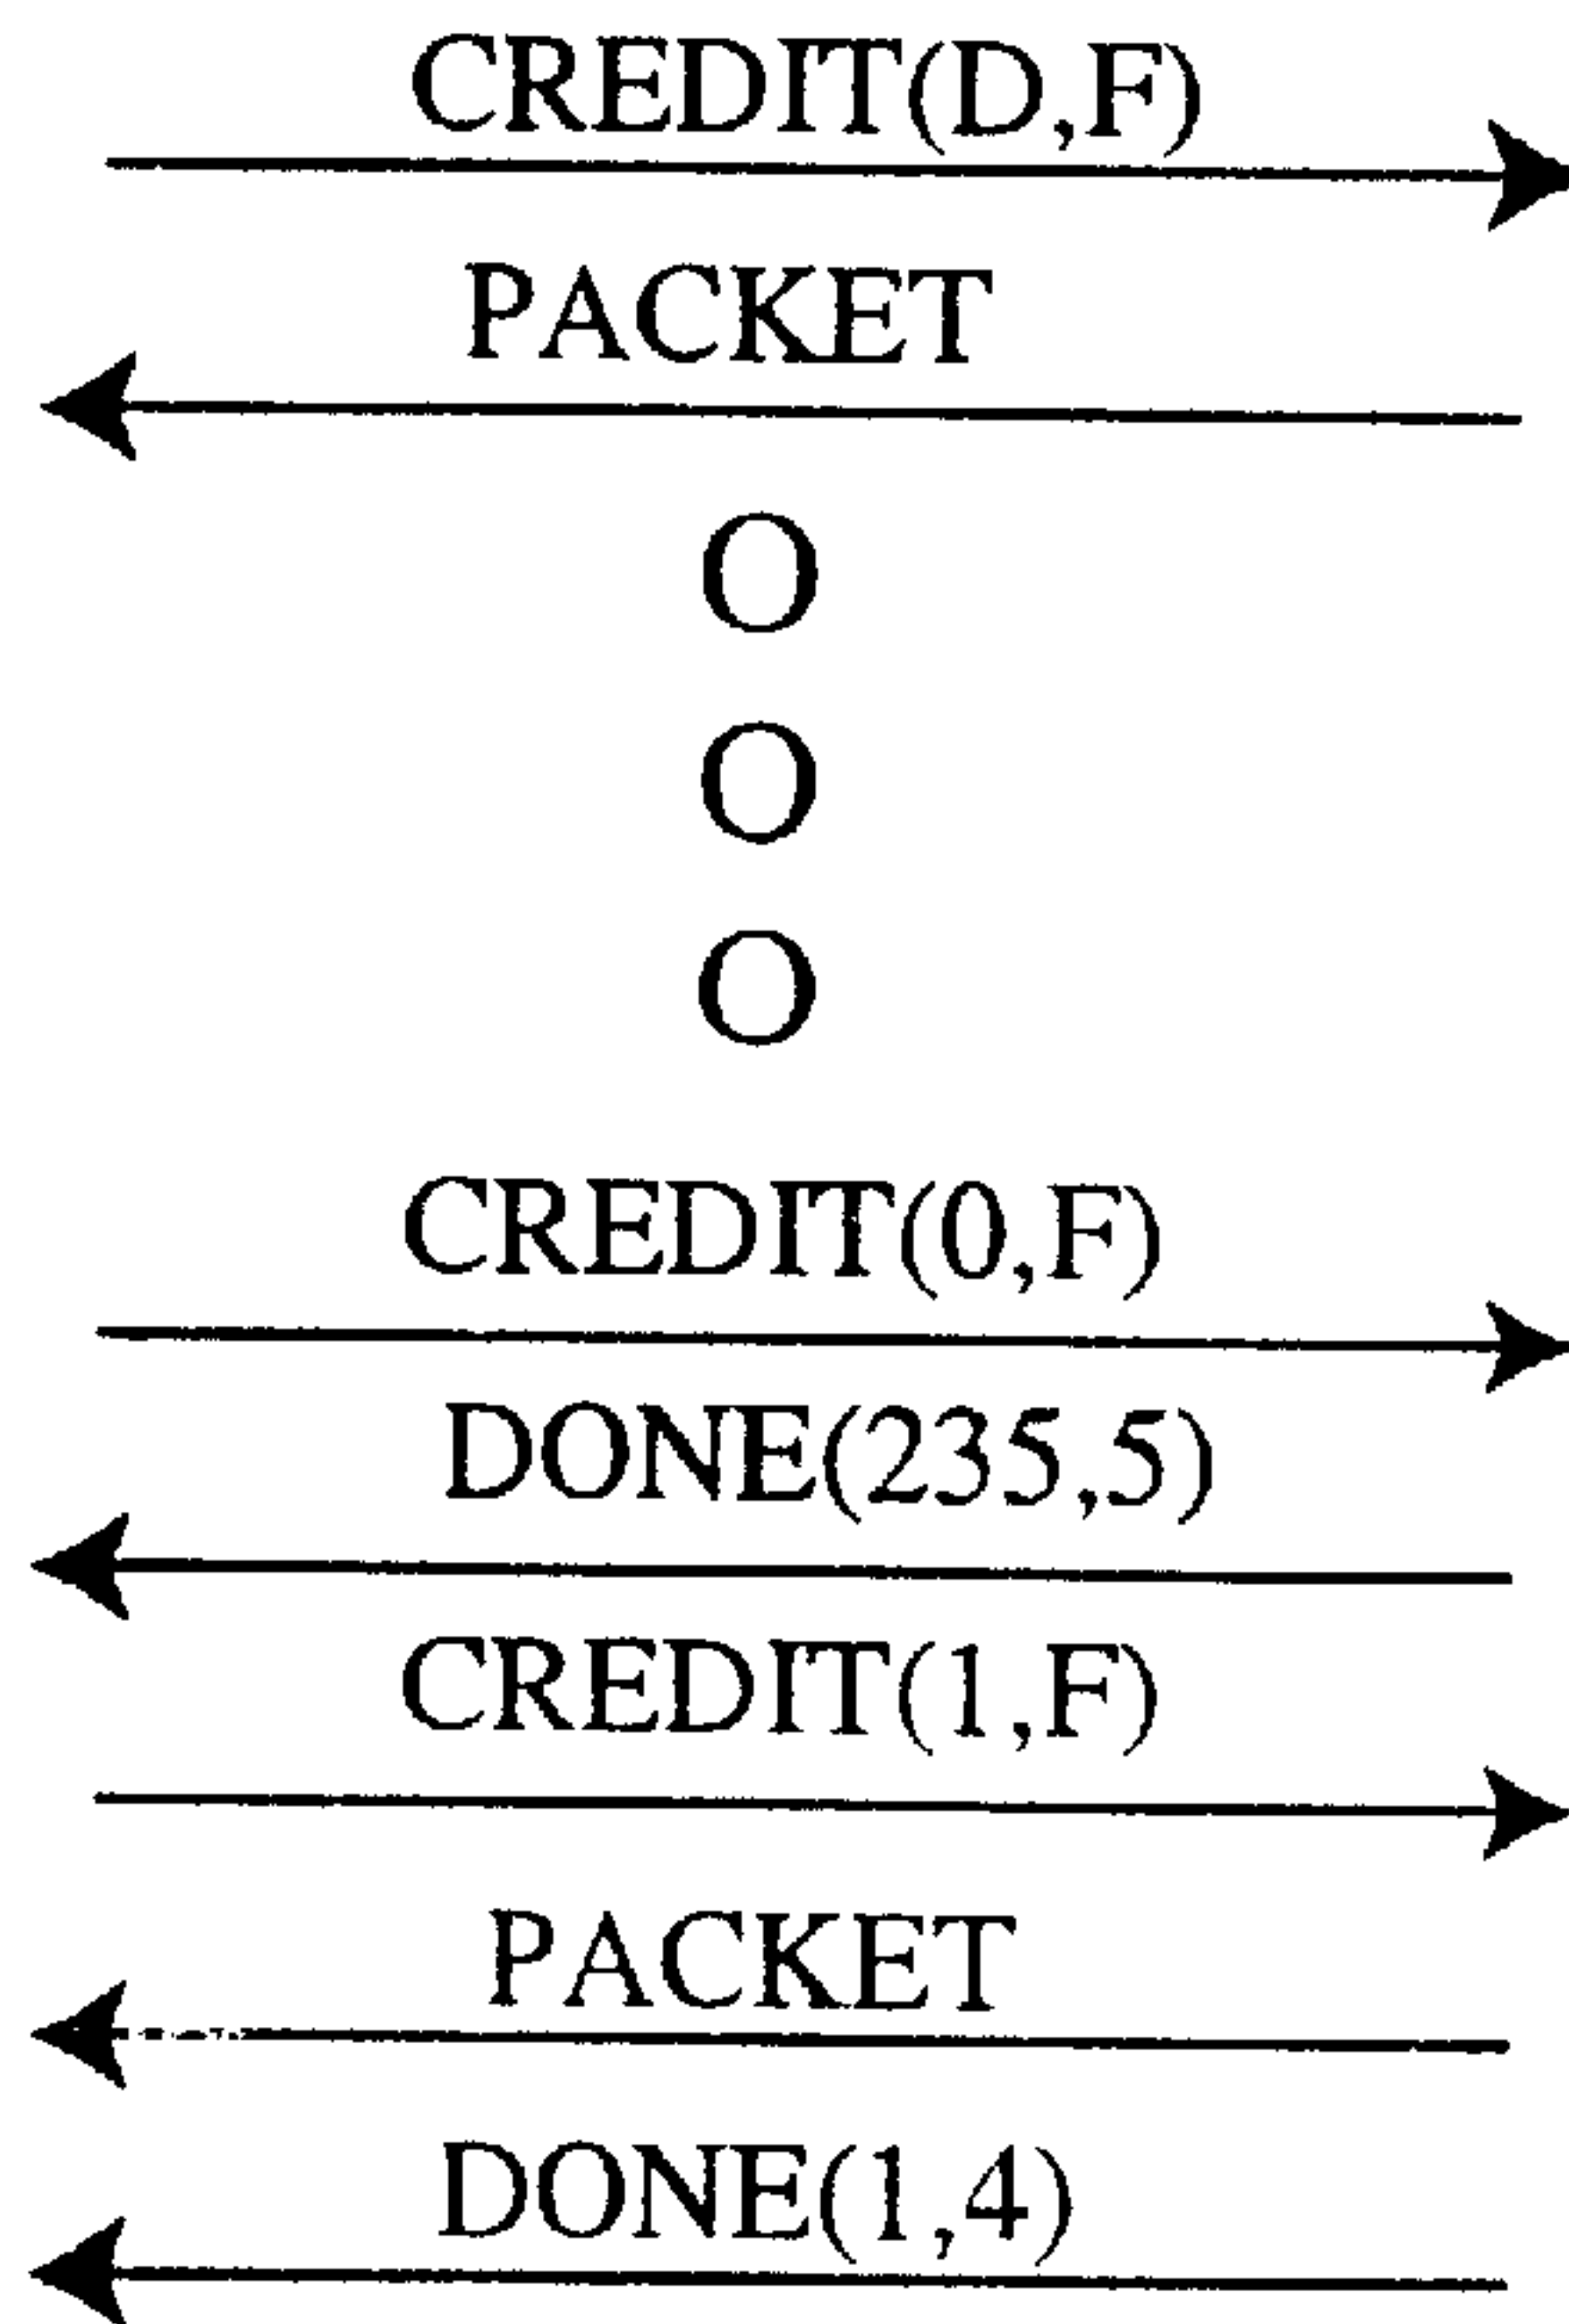 CREDIT(D,F)
PACKET
O
O
O
CREDIT(0,F)
DONE(235,5)
CREDIT(1,F)
PACKET
DONE(1,4)